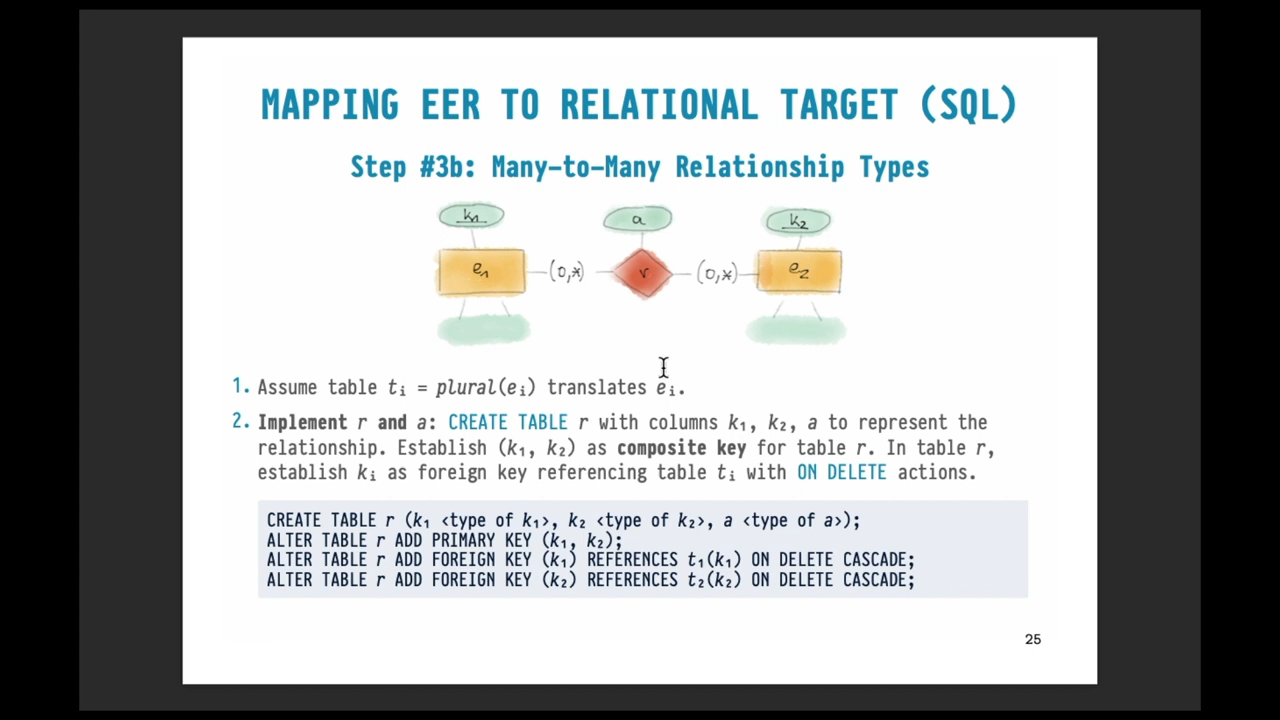 MAPPING EER TO RELATIONAL TARGET (SQL)
Step #3b: Many-to-Many Relationship Types
k₁ a k₂
e₁ (0,*) r (0,*) e₂
1. Assume table tᵢ = plural(eᵢ) translates eᵢ.
2. Implement r and a: CREATE TABLE r with columns k₁, k₂, a to represent the
relationship. Establish (k₁, k₂) as composite key for table r. In table r,
establish kᵢ as foreign key referencing table tᵢ with ON DELETE actions.
CREATE TABLE r (k₁ <type of k₁>, k₂ <type of k₂>, a <type of a>);
ALTER TABLE r ADD PRIMARY KEY (k₁, k₂);
ALTER TABLE r ADD FOREIGN KEY (k₁) REFERENCES t₁(k₁) ON DELETE CASCADE;
ALTER TABLE r ADD FOREIGN KEY (k₂) REFERENCES t₂(k₂) ON DELETE CASCADE;
25